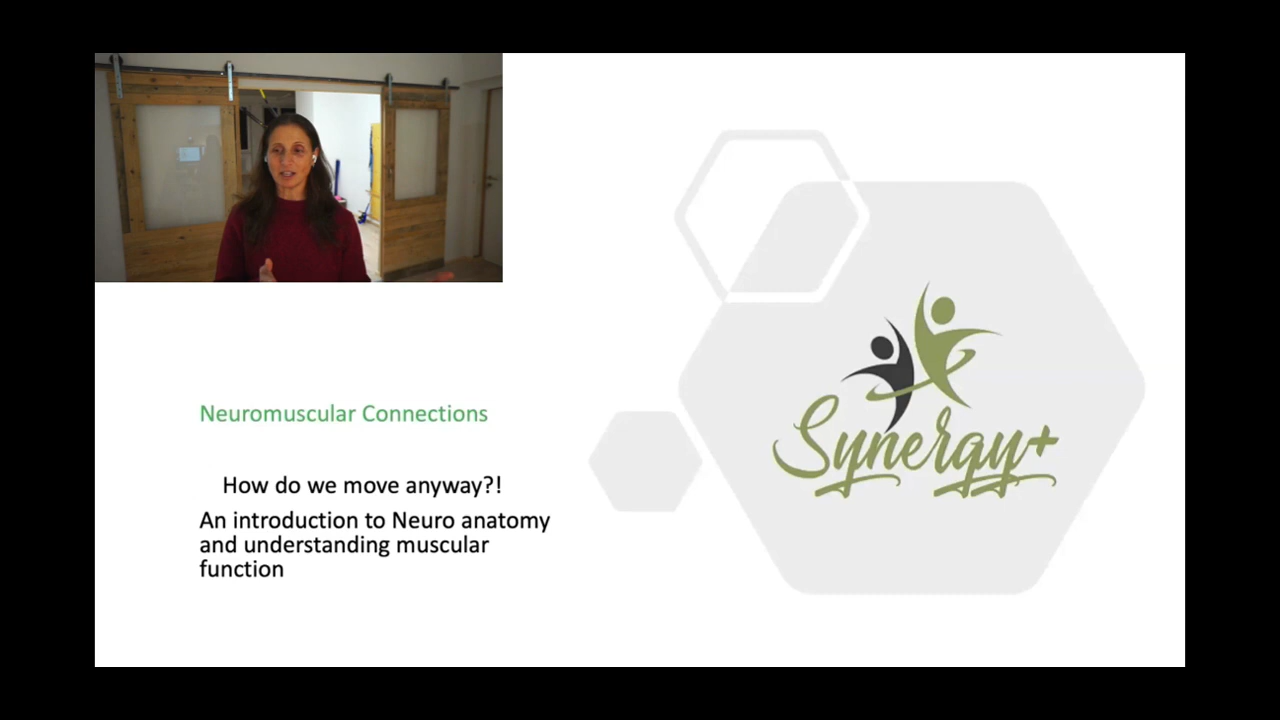 Neuromuscular Connections
How do we move anyway?!
An introduction to Neuro anatomy
and understanding muscular
function
Synergy+